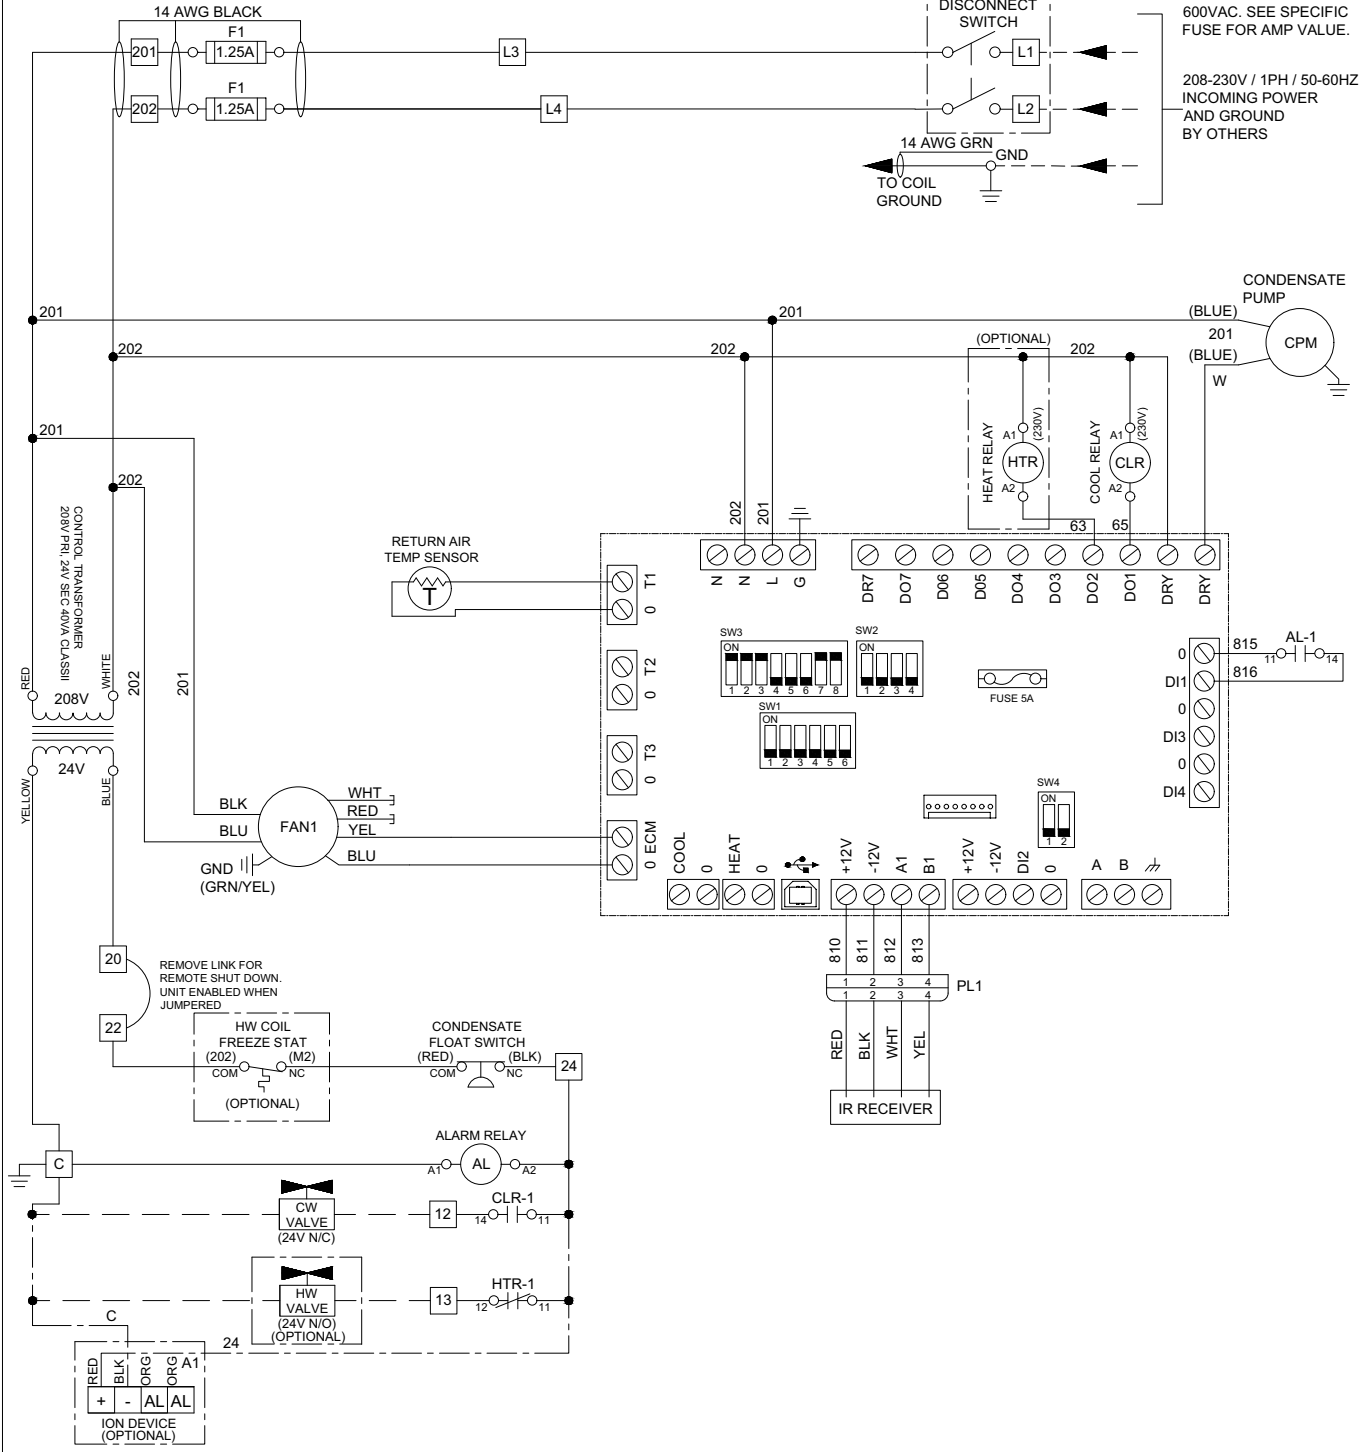 14 AWG BLACK
DISCONNECT
SWITCH
600VAC. SEE SPECIFIC
FUSE FOR AMP VALUE.
201
F1
1.25A
L3
L1
202
F1
1.25A
L4
L2
208-230V / 1PH / 50-60HZ
INCOMING POWER
AND GROUND
BY OTHERS
14 AWG GRN
GND
TO COIL
GROUND
CONDENSATE
PUMP
201
201
(BLUE)
201
CPM
202
202
(OPTIONAL)
202
(BLUE)
W
201
202
HEAT RELAY
A1
(230V)
HTR
A2
COOL RELAY
A1
(230V)
CLR
A2
63
65
CONTROL TRANSFORMER
208V PRI, 24V SEC 40VA CLASSII
RED
WHITE
208V
202
201
24V
YELLOW
BLUE
RETURN AIR
TEMP SENSOR
T
202
201
N
N
L
G
DR7
DO7
D06
D05
DO4
DO3
DO2
DO1
DRY
DRY
T1
0
T2
0
T3
0
ECM
0
SW3
ON
1 2 3 4 5 6 7 8
SW2
ON
1 2 3 4
FUSE 5A
SW1
ON
1 2 3 4 5 6
SW4
ON
1 2
0
DI1
0
DI3
0
DI4
815
AL-1
11
14
816
BLK
BLU
FAN1
WHT
RED
YEL
BLU
GND
(GRN/YEL)
COOL
0
HEAT
0
+12V
-12V
A1
B1
+12V
-12V
DI2
0
A
B
810
811
812
813
1 2 3 4
1 2 3 4
PL1
RED
BLK
WHT
YEL
IR RECEIVER
20
REMOVE LINK FOR
REMOTE SHUT DOWN.
UNIT ENABLED WHEN
JUMPERED
22
HW COIL
FREEZE STAT
(202)
(M2)
COM
NC
(OPTIONAL)
CONDENSATE
FLOAT SWITCH
(RED)
(BLK)
COM
NC
24
ALARM RELAY
C
A1
AL
A2
CW
VALVE
(24V N/C)
12
CLR-1
14
11
HW
VALVE
(24V N/O)
(OPTIONAL)
13
HTR-1
12
11
C
24
RED
BLK
ORG
ORG
A1
+ - AL AL
ION DEVICE
(OPTIONAL)